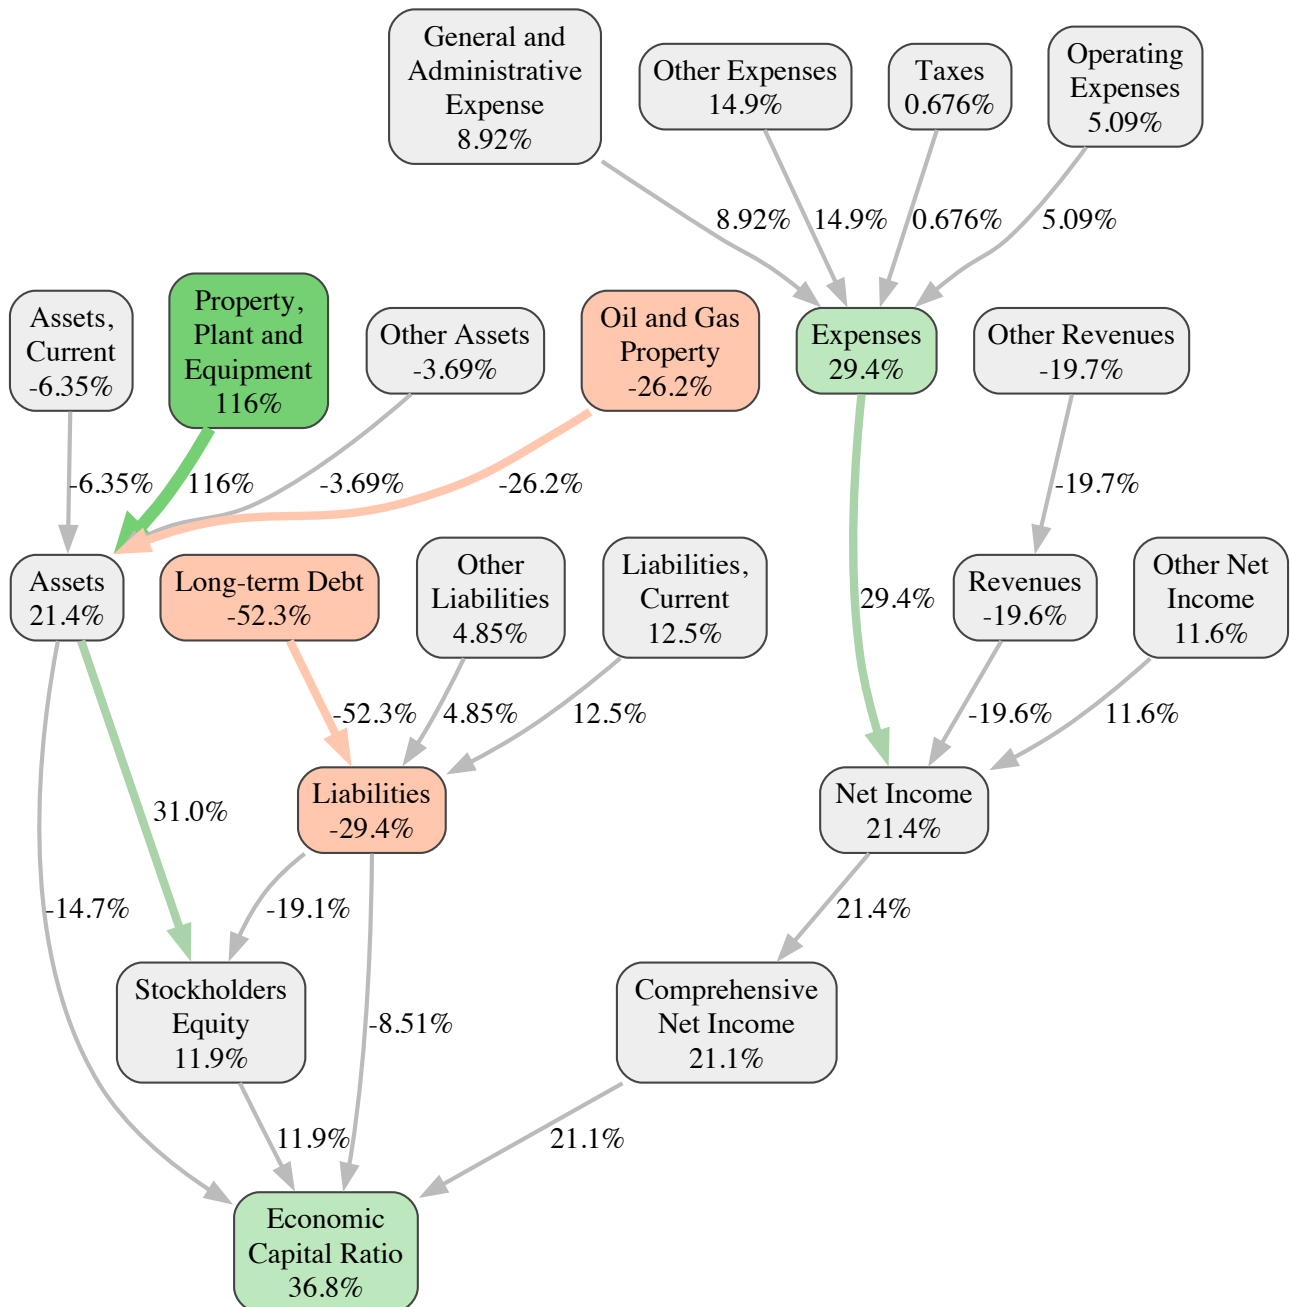 General and
Administrative
Expense
8.92%
Other Expenses
14.9%
Taxes
0.676%
Operating
Expenses
5.09%
8.92%
14.9%
0.676%
5.09%
Assets,
Current
-6.35%
Property,
Plant and
Equipment
116%
Other Assets
-3.69%
Oil and Gas
Property
-26.2%
Expenses
29.4%
Other Revenues
-19.7%
-6.35%
116%
-3.69%
-26.2%
-19.7%
Assets
21.4%
Long-term Debt
-52.3%
Other
Liabilities
4.85%
Liabilities,
Current
12.5%
29.4%
Revenues
-19.6%
Other Net
Income
11.6%
-52.3%
4.85%
12.5%
-19.6%
11.6%
31.0%
Liabilities
-29.4%
Net Income
21.4%
-14.7%
-19.1%
21.4%
Stockholders
Equity
11.9%
-8.51%
Comprehensive
Net Income
21.1%
11.9%
21.1%
Economic
Capital Ratio
36.8%